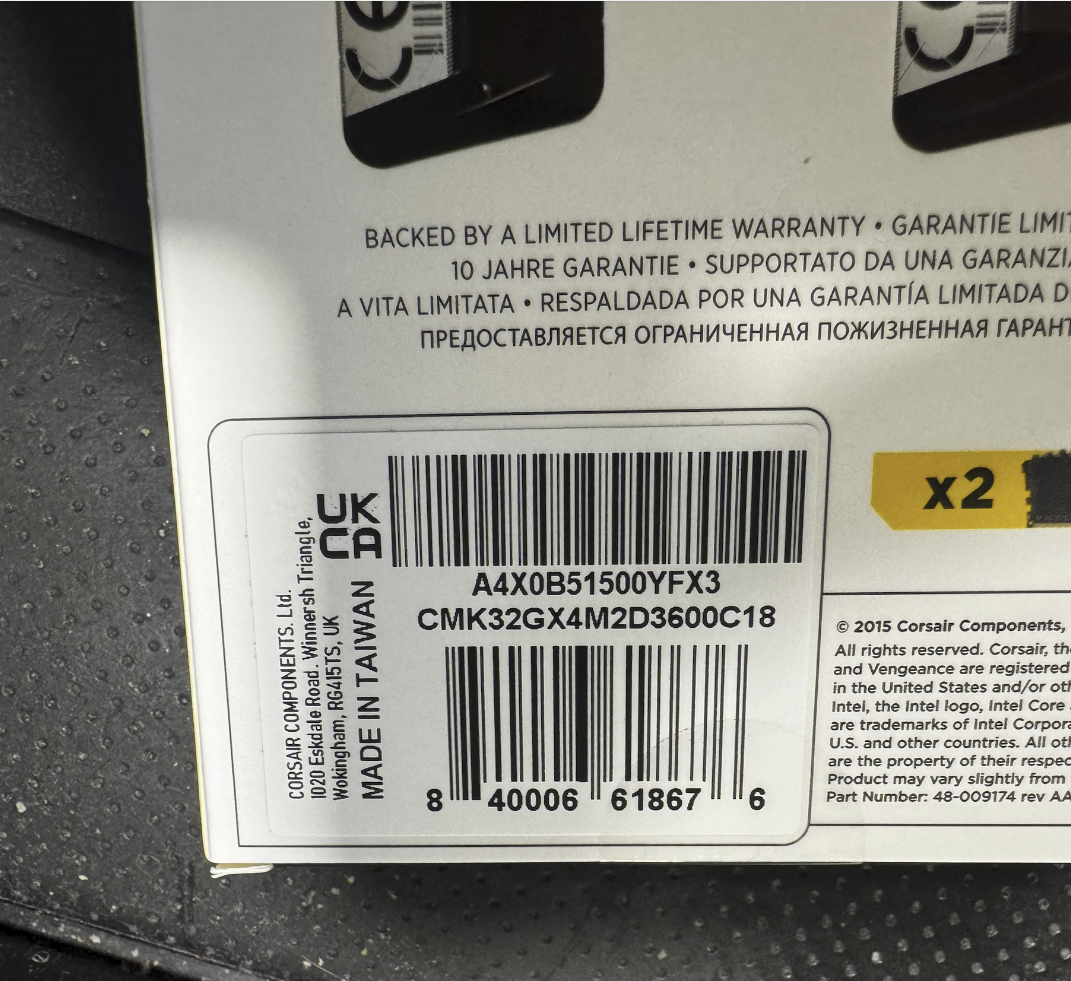 CE
C
BACKED BY A LIMITED LIFETIME WARRANTY • GARANTIE LIMIT
10 JAHRE GARANTIE • SUPPORTATO DA UNA GARANZIA
A VITA LIMITATA • RESPALDADA POR UNA GARANTÍA LIMITADA D
ПРЕДОСТАВЛЯЕТСЯ ОГРАНИЧЕННАЯ ПОЖИЗНЕННАЯ ГАРАНТ
x2
CORSAIR COMPONENTS. Ltd.
1020 Eskdale Road. Winnersh Triangle,
Wokingham, RG415TS, UK
MADE IN TAIWAN
UK
CA
A4X0B51500YFX3
CMK32GX4M2D3600C18
8 40006 61867 6
© 2015 Corsair Components,
All rights reserved. Corsair, the
and Vengeance are registered
in the United States and/or oth
Intel, the Intel logo, Intel Core
are trademarks of Intel Corpora
U.S. and other countries. All oth
are the property of their respec
Product may vary slightly from
Part Number: 48-009174 rev AA